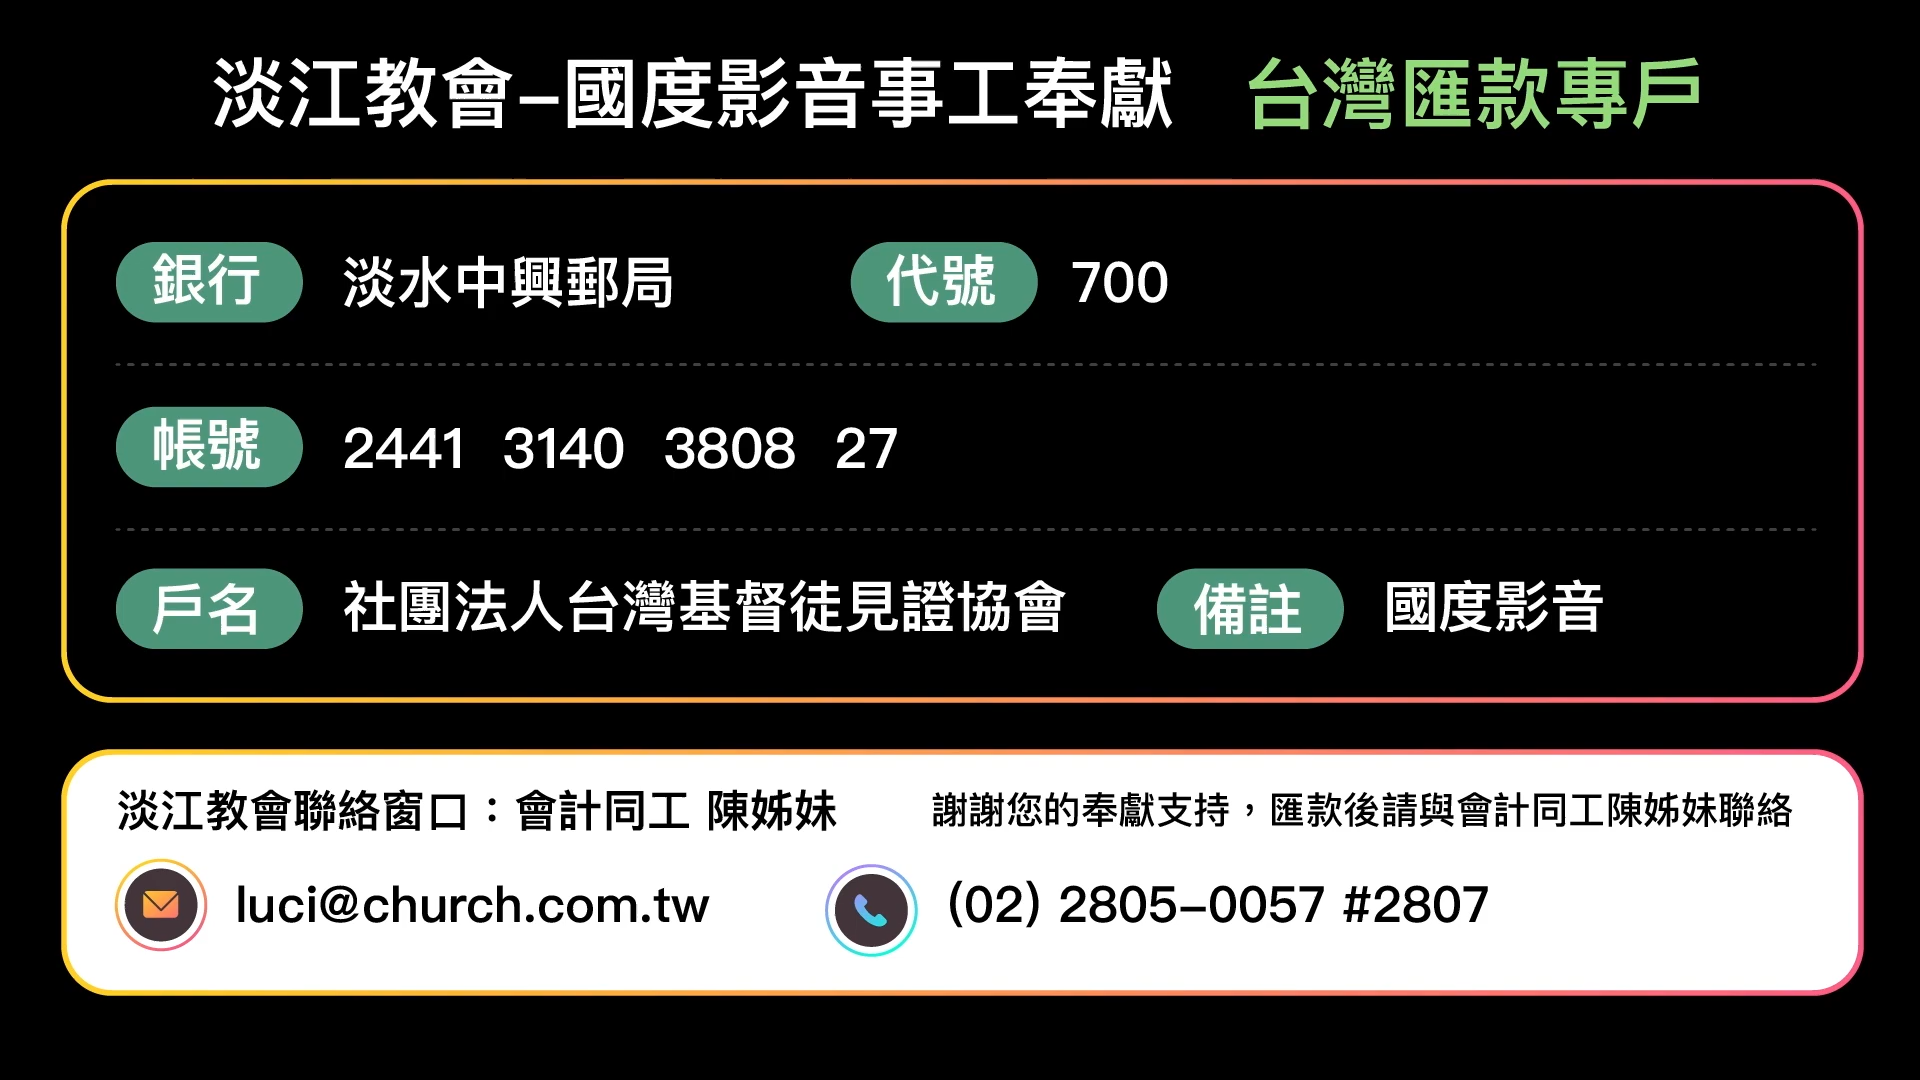 淡江教會–國度影音事工奉獻 台灣匯款專戶
銀行 淡水中興郵局 代號 700
帳號 2441 3140 3808 27
戶名 社團法人台灣基督徒見證協會 備註 國度影音
淡江教會聯絡窗口：會計同工 陳姊妹 謝謝您的奉獻支持，匯款後請與會計同工陳姊妹聯絡
luci@church.com.tw (02) 2805–0057 #2807